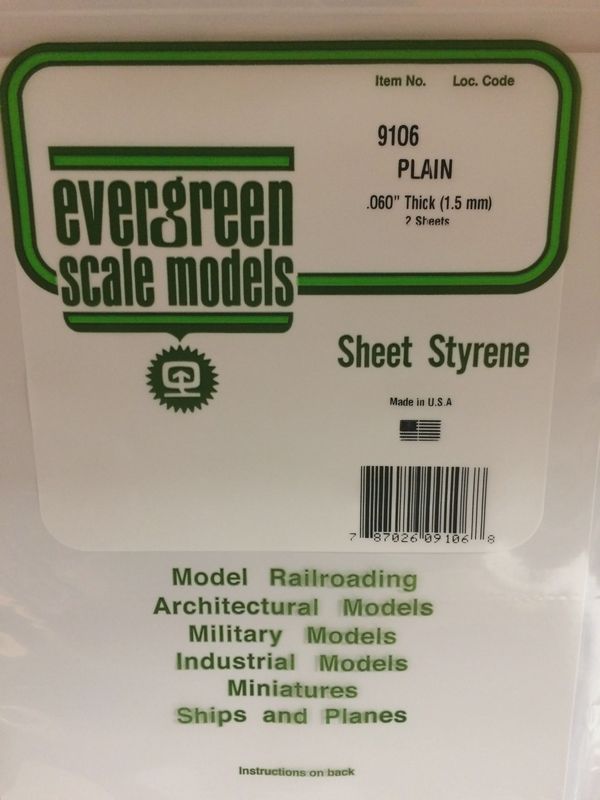 Item No. Loc. Code
9106
PLAIN
.060" Thick (1.5 mm)
2 Sheets
evergreen
scale models
Sheet Styrene
Made in U.S.A
7 87026 09106 8
Model Railroading
Architectural Models
Military Models
Industrial Models
Miniatures
Ships and Planes
Instructions on back